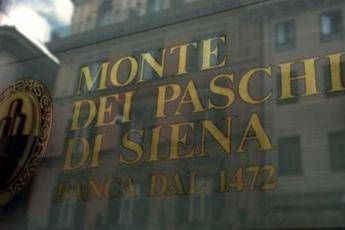 MONTE
DEI PASCHI
DI SIENA
BANCA DAL 1472